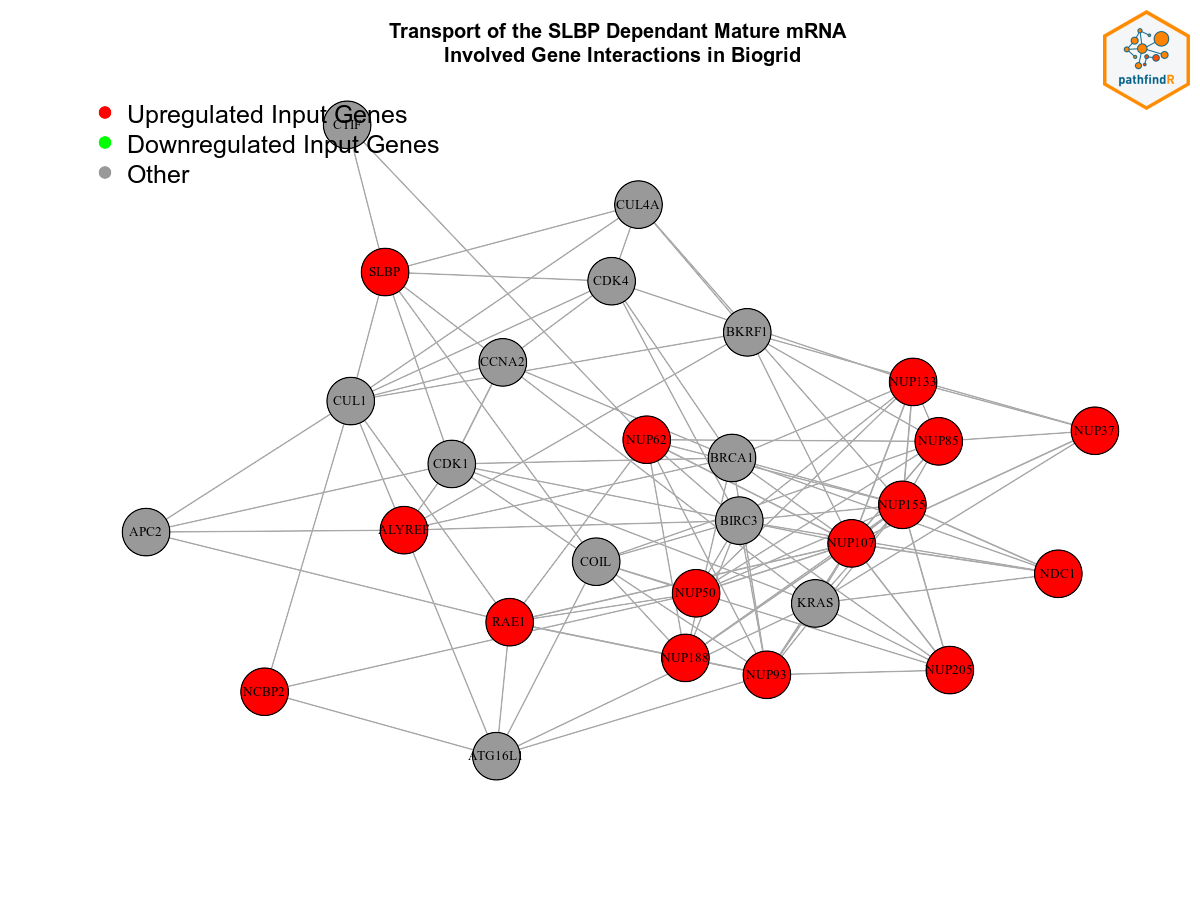 Transport of the SLBP Dependant Mature mRNA
Involved Gene Interactions in Biogrid
pathfindR
Upregulated Input Genes
Downregulated Input Genes
Other
CTIF
CUL4A
SLBP
CDK4
BKRF1
CCNA2
NUP133
CUL1
NUP37
NUP62
NUP85
BRCA1
CDK1
NUP155
BIRC3
ALYREF
APC2
NUP107
COIL
NDC1
NUP50
KRAS
RAE1
NUP188
NUP205
NUP93
NCBP2
ATG16L1